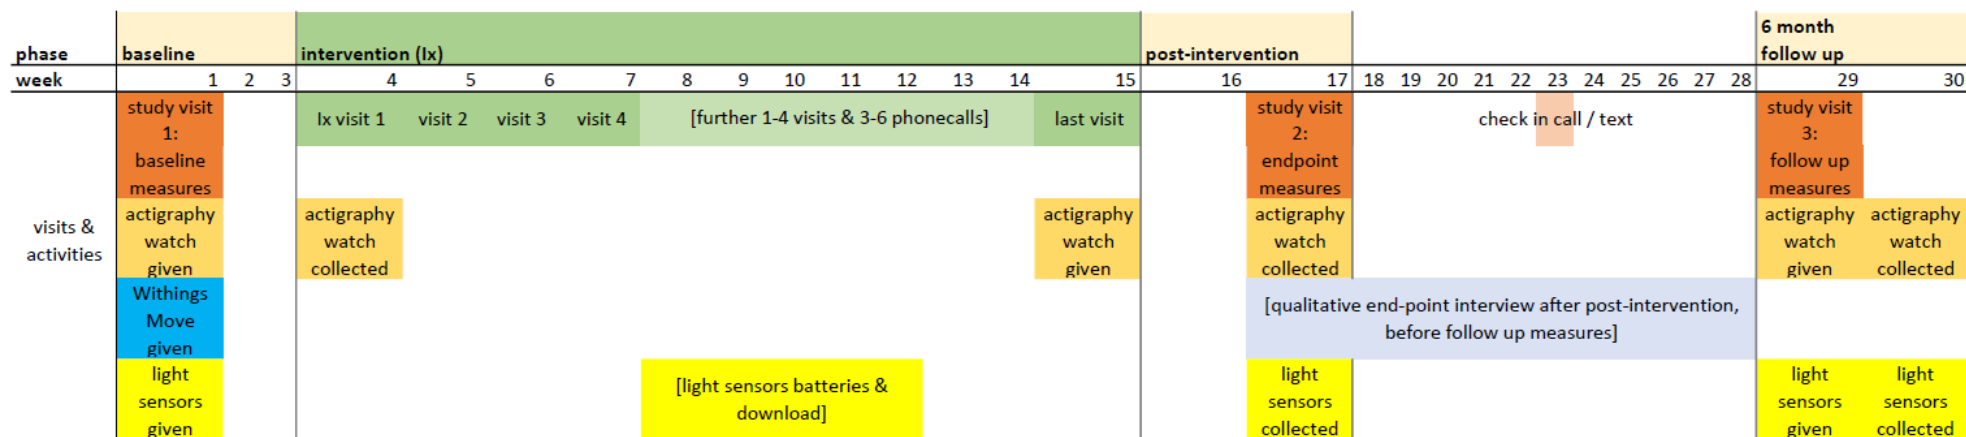 6 month
phase baseline intervention (Ix) post-intervention follow up
week 1 2 3 4 5 6 7 8 9 10 11 12 13 14 15 16 17 18 19 20 21 22 23 24 25 26 27 28 29 30
visits &
activities
study visit
1:
baseline
measures
Ix visit 1 visit 2 visit 3 visit 4 [further 1-4 visits & 3-6 phonecalls] last visit
study visit
2:
endpoint
measures
check in call / text
study visit
3:
follow up
measures
actigraphy
watch
given
actigraphy
watch
collected
actigraphy
watch
given
actigraphy
watch
collected
actigraphy
watch
given
actigraphy
watch
collected
Withings
Move
given
[qualitative end-point interview after post-intervention,
before follow up measures]
light
sensors
given
[light sensors batteries &
download]
light
sensors
collected
light
sensors
given
light
sensors
collected